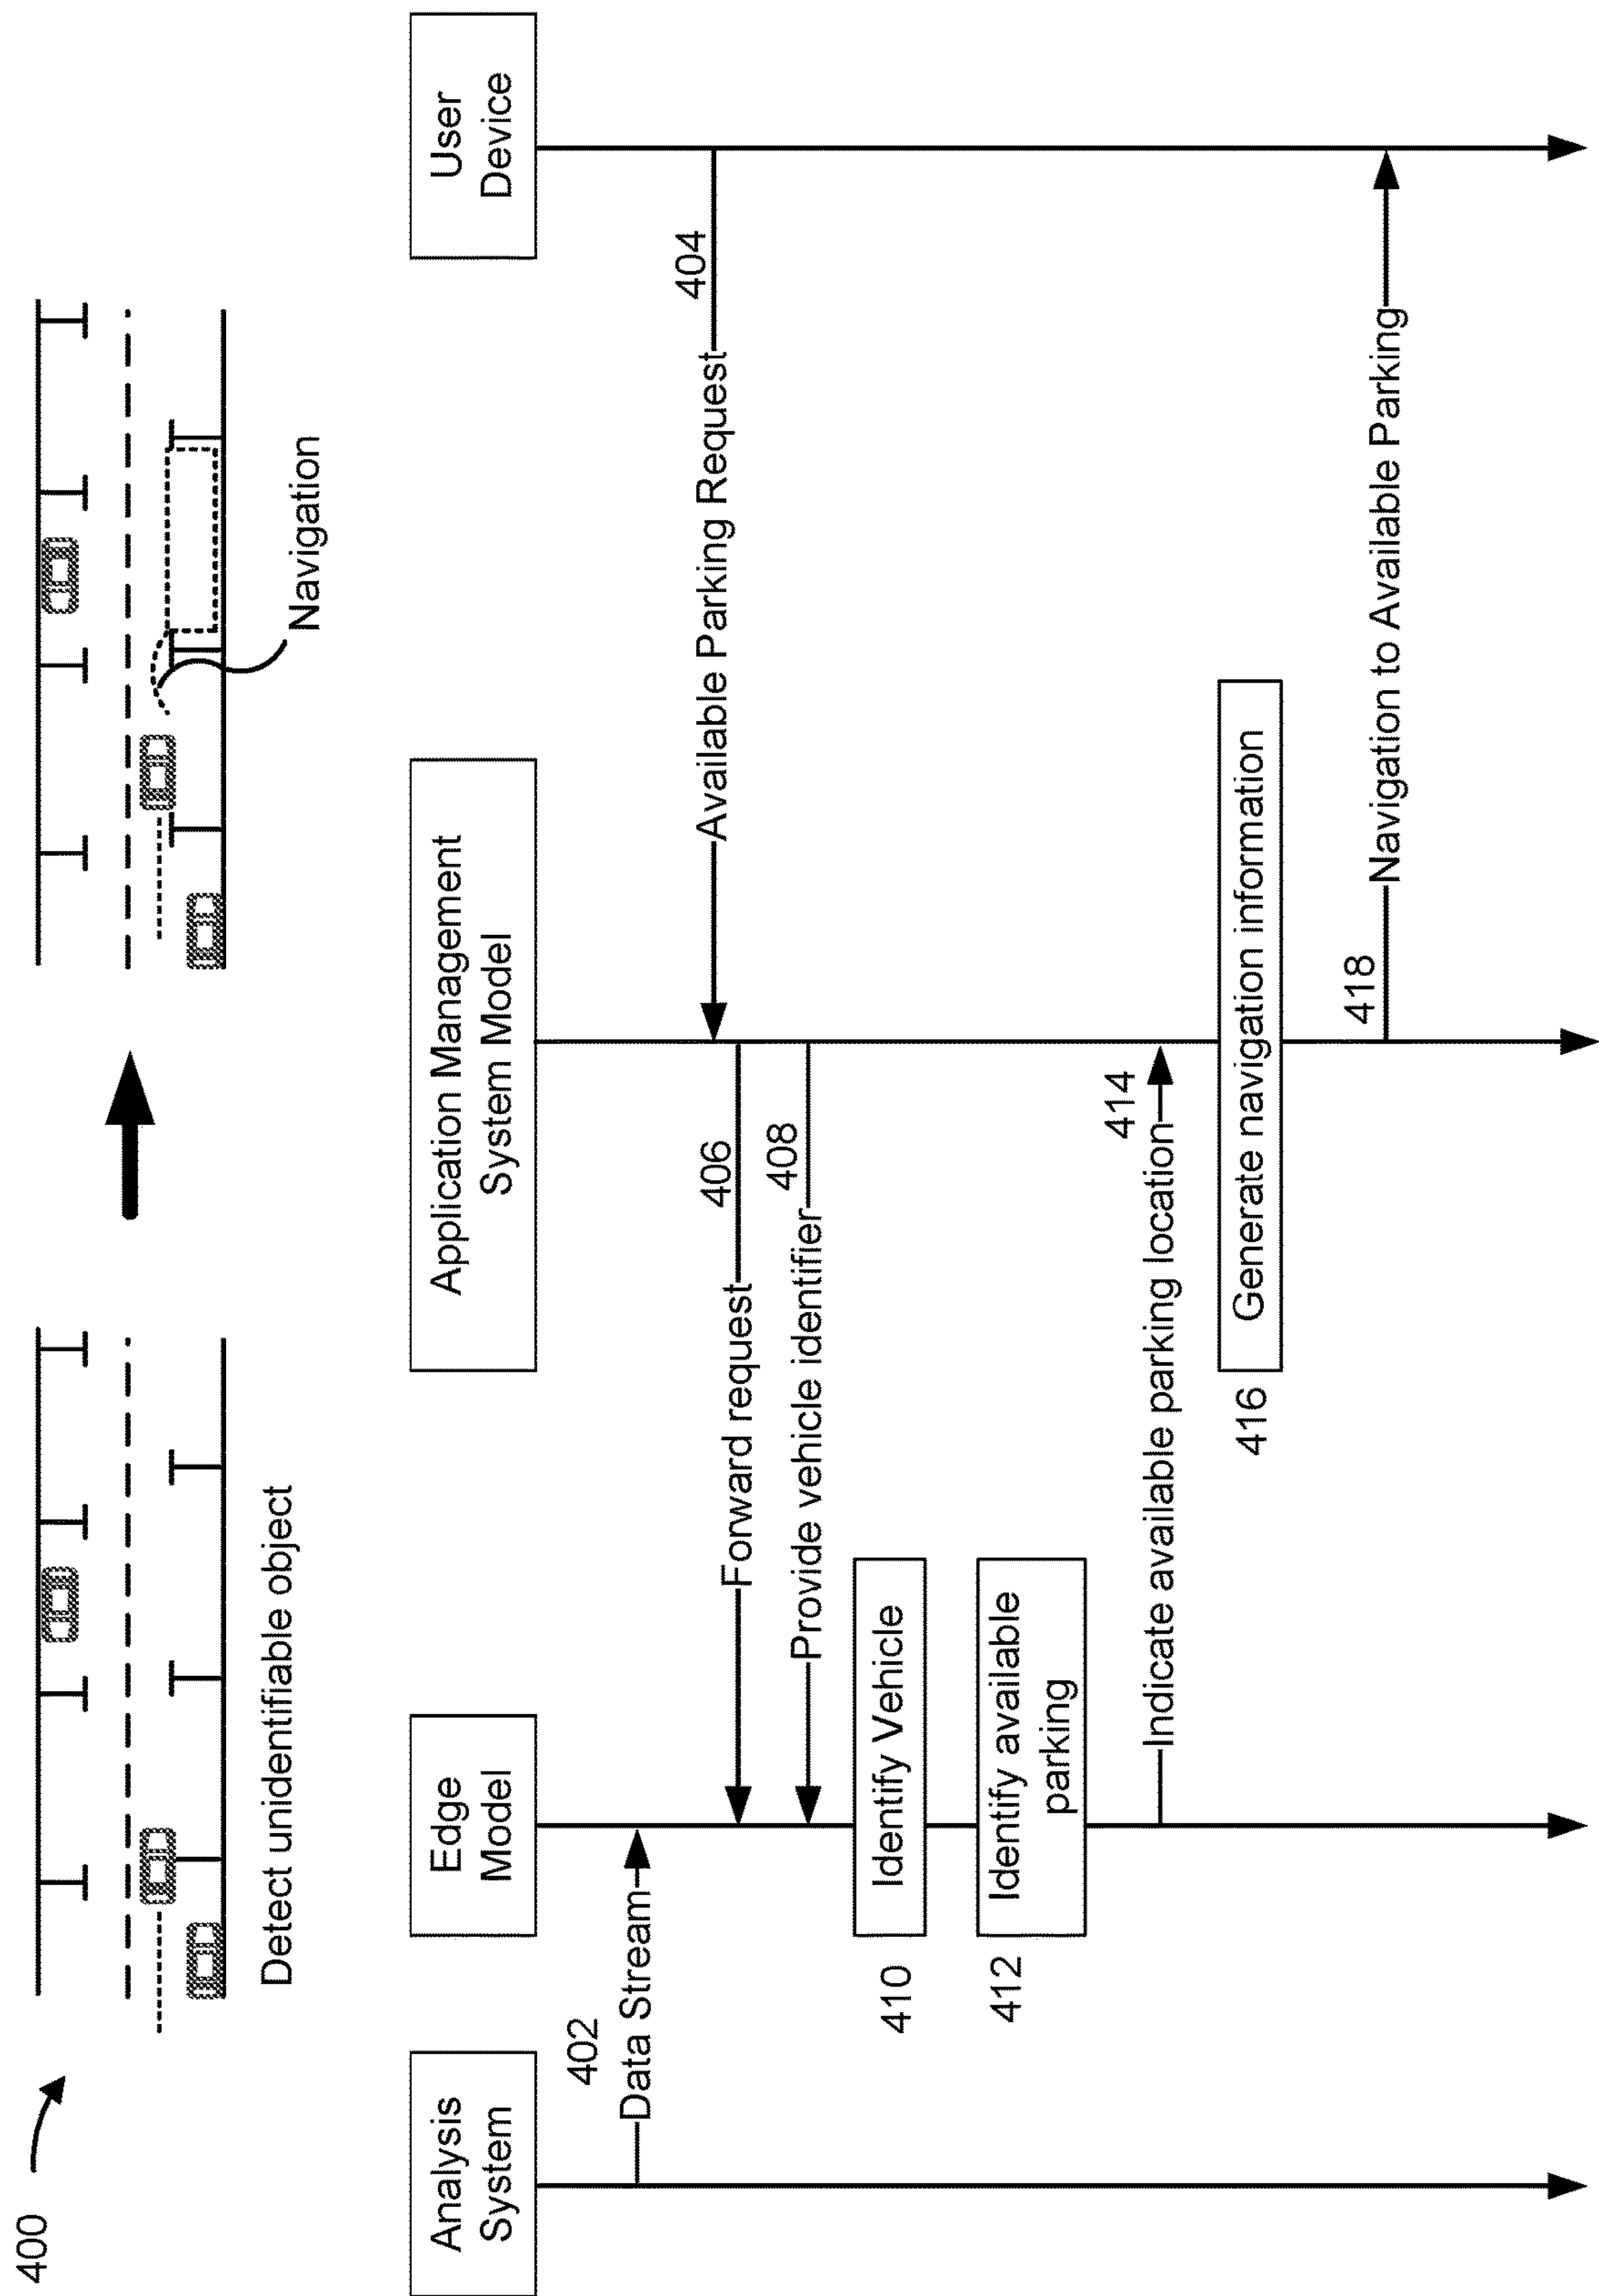 400
Detect unidentifiable object
Navigation
Analysis
System
Edge
Model
Application Management
System Model
User
Device
402
Data Stream
404
Available Parking Request
406
Forward request
408
Provide vehicle identifier
410
Identify Vehicle
412
Identify available
parking
414
Indicate available parking location
416
Generate navigation information
418
Navigation to Available Parking